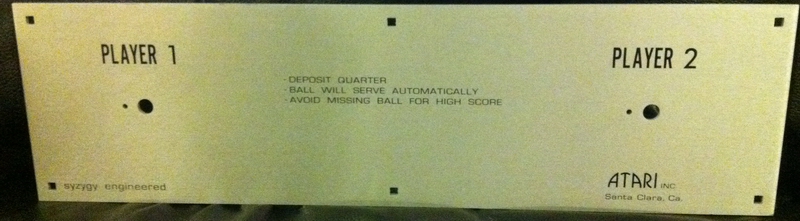 PLAYER 1
PLAYER 2
· DEPOSIT QUARTER
· BALL WILL SERVE AUTOMATICALLY
· AVOID MISSING BALL FOR HIGH SCORE
syzygy engineered
ATARI INC
Santa Clara, Ca.